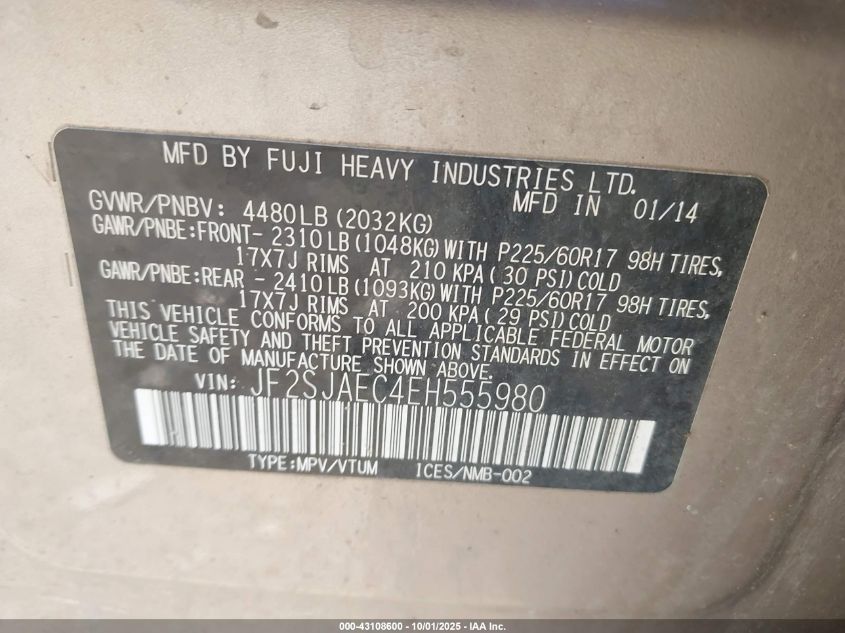 MFD BY FUJI HEAVY INDUSTRIES LTD.
GVWR/PNBV: 4480LB(2032KG) MFD IN 01/14
GAWR/PNBE:FRONT- 2310LB(1048KG)WITH P225/60R17 98H TIRES,
17X7J RIMS AT 210 KPA(30 PSI)COLD
GAWR/PNBE:REAR - 2410LB(1093KG)WITH P225/60R17 98H TIRES,
17X7J RIMS AT 200 KPA(29 PSI)COLD
THIS VEHICLE CONFORMS TO ALL APPLICABLE FEDERAL MOTOR
VEHICLE SAFETY AND THEFT PREVENTION STANDARDS IN EFFECT ON
THE DATE OF MANUFACTURE SHOWN ABOVE.
VIN: JF2SJAEC4EH555980
TYPE:MPV/VTUM ICES/NMB-002
000-43108600 - 10/01/2025 - IAA Inc.